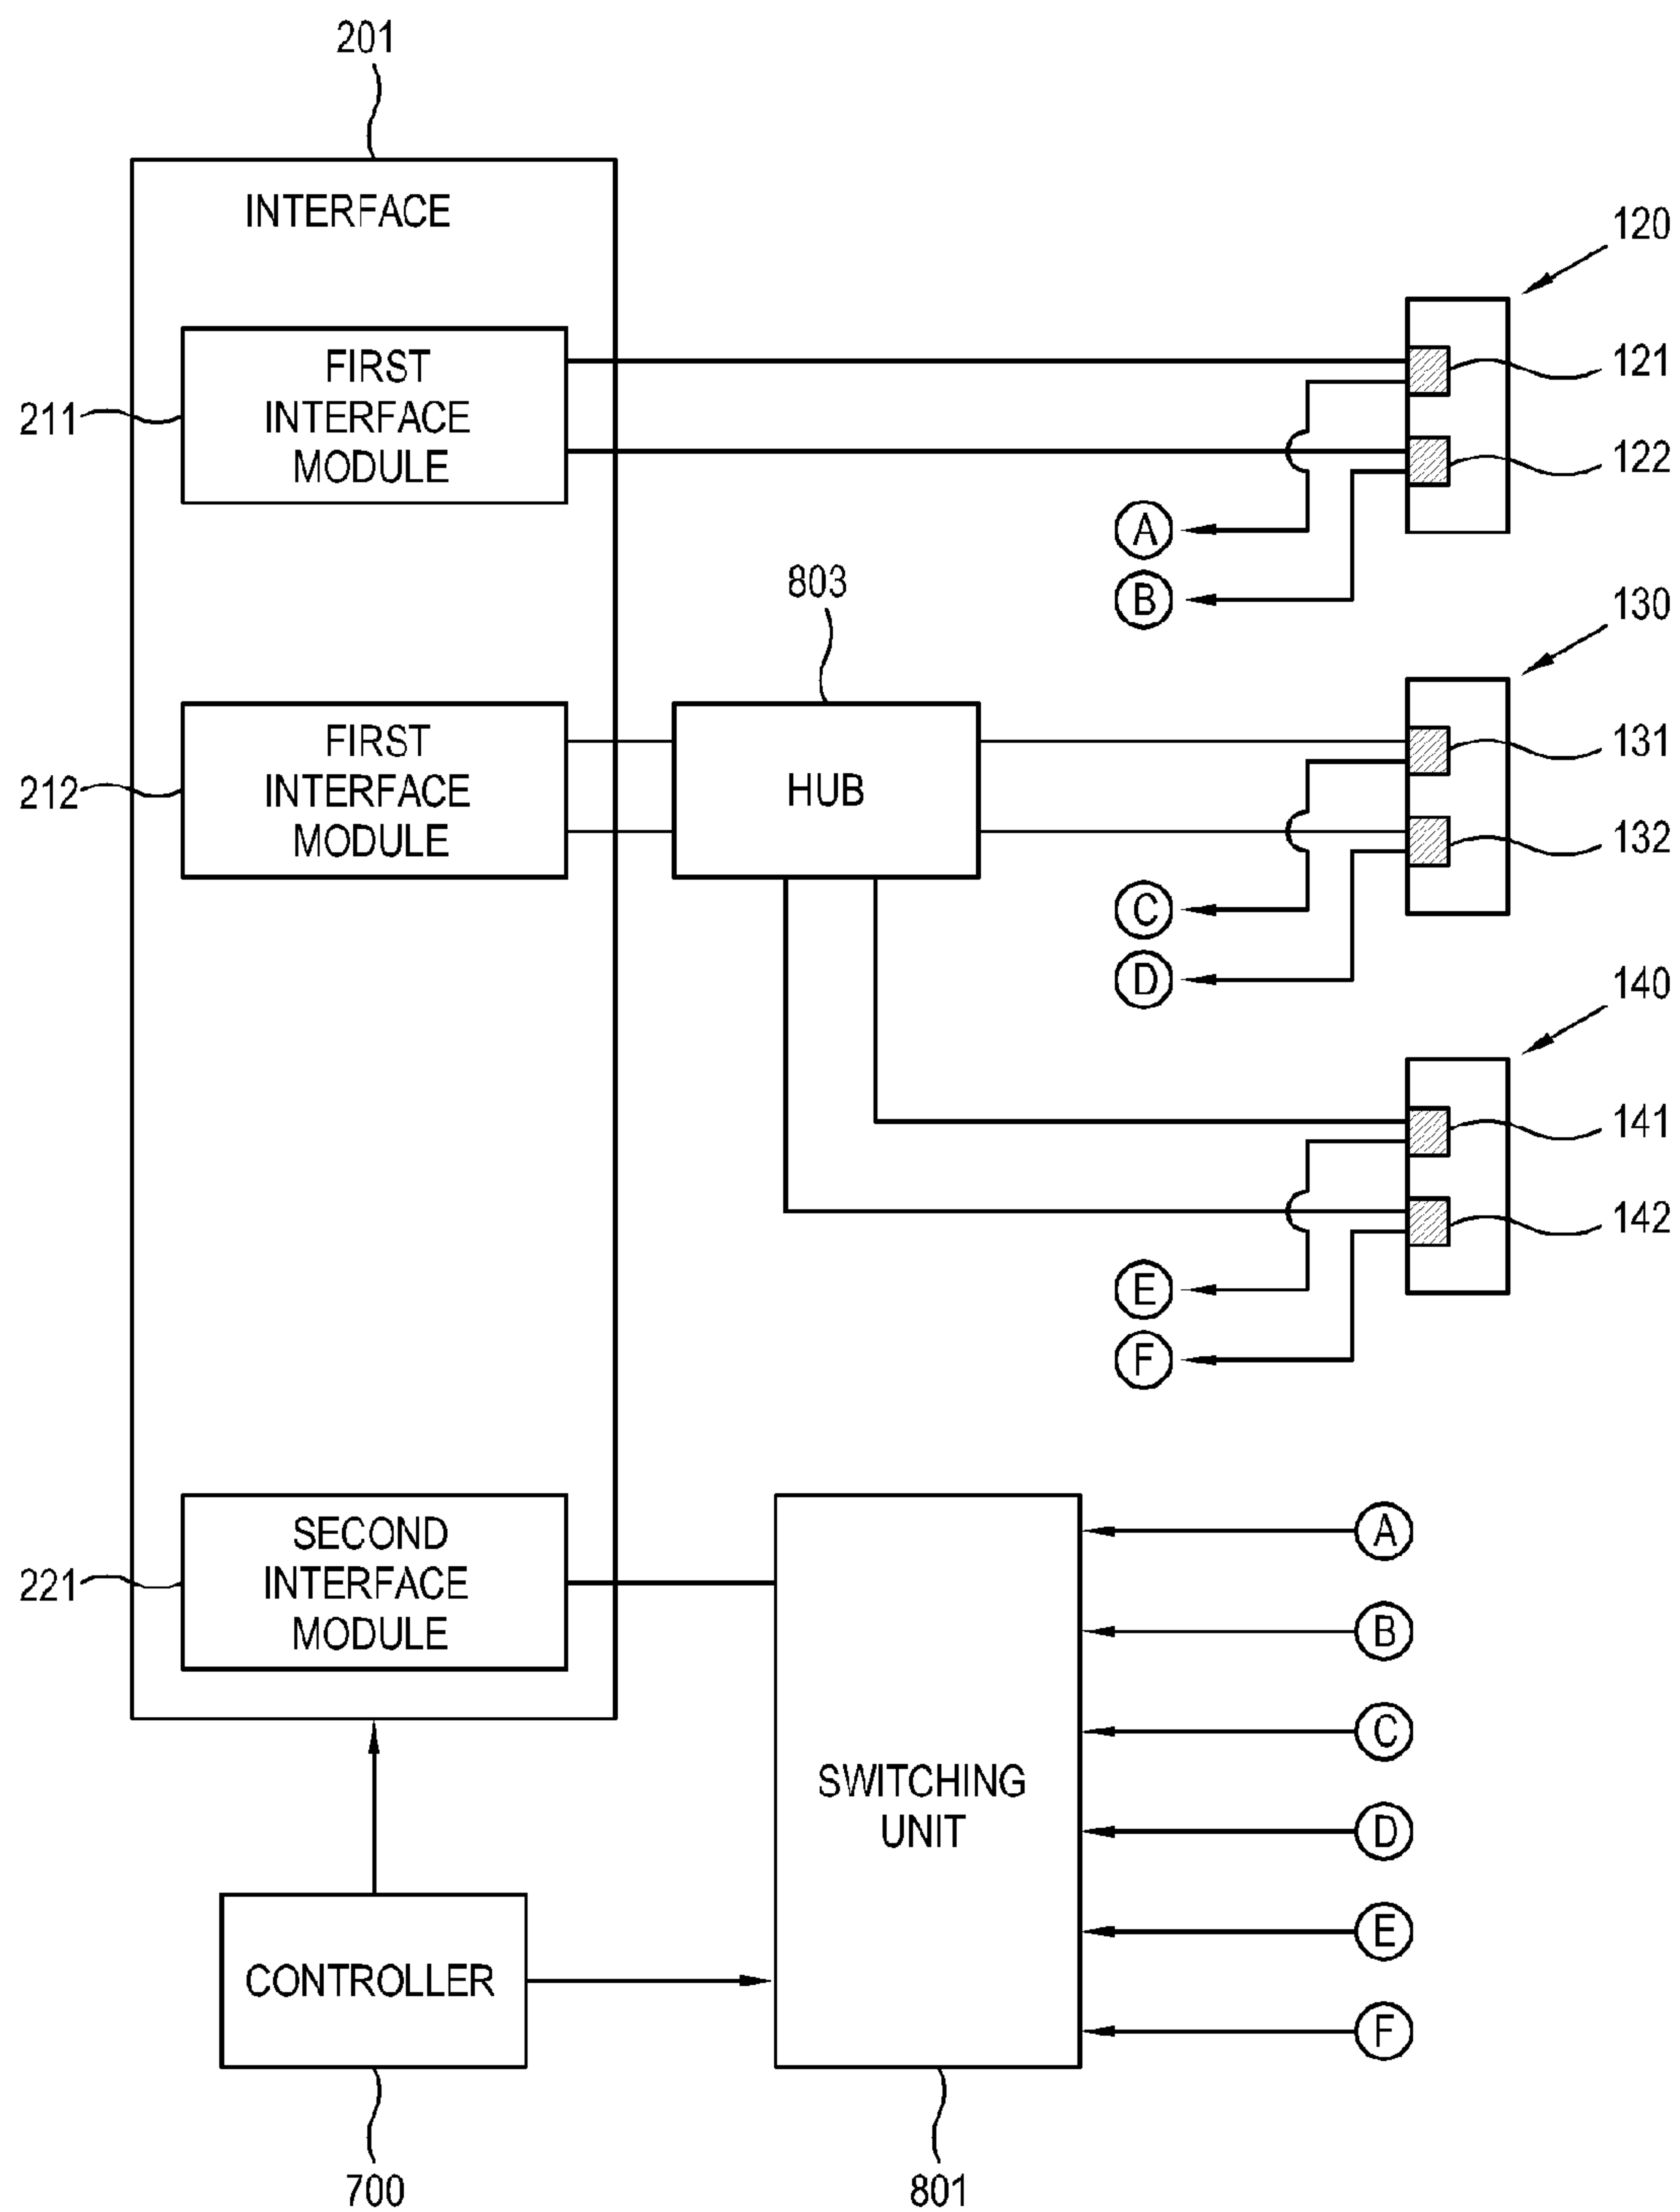 201
INTERFACE
120
FIRST
INTERFACE
MODULE
211
121
122
A
B
803
130
FIRST
INTERFACE
MODULE
212
HUB
131
132
C
D
140
141
142
E
F
SECOND
INTERFACE
MODULE
221
A
B
C
D
E
F
SWITCHING
UNIT
CONTROLLER
700
801